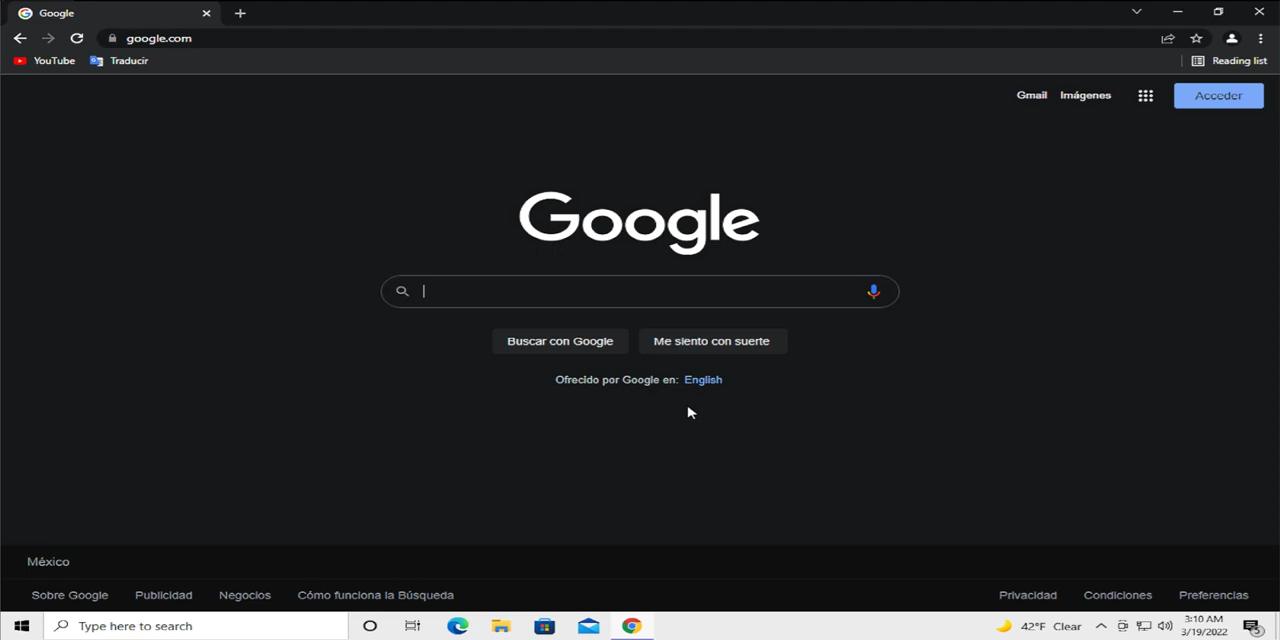 Google
google.com
YouTube Traducir Reading list
Gmail Imágenes Acceder
Google
Buscar con Google Me siento con suerte
Ofrecido por Google en: English
México
Sobre Google Publicidad Negocios Cómo funciona la Búsqueda Privacidad Condiciones Preferencias
Type here to search 42°F Clear 3:10 AM
3/19/2022 5